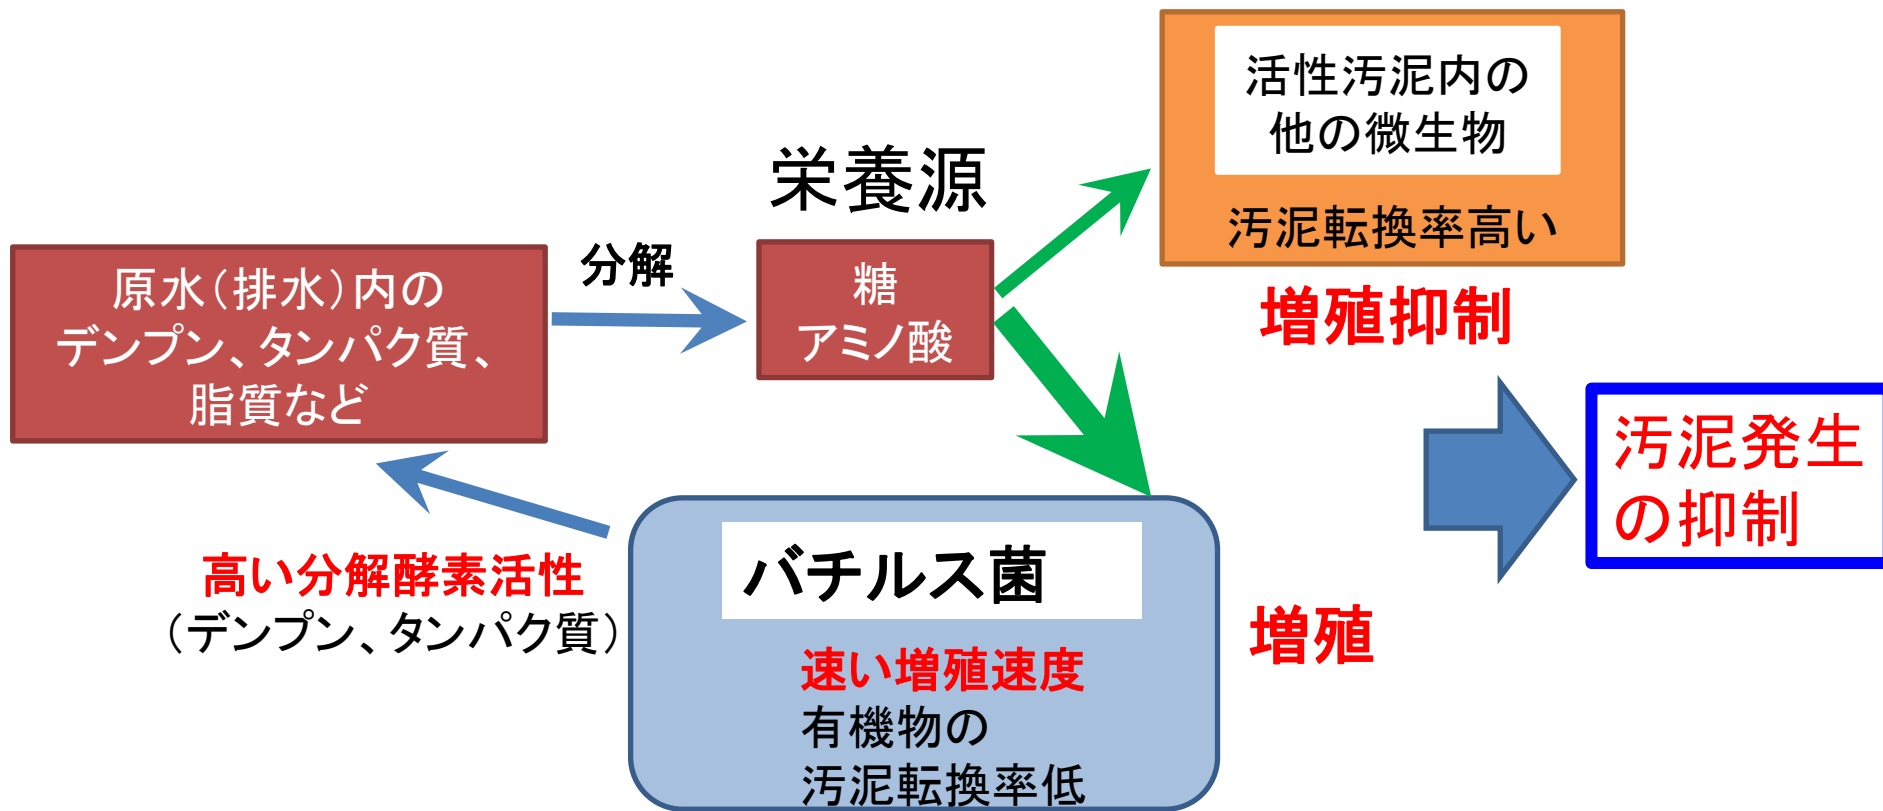 活性汚泥内の
他の微生物
汚泥転換率高い
増殖抑制
栄養源
分解
糖
アミノ酸
原水（排水）内の
デンプン、タンパク質、
脂質など
汚泥発生
の抑制
高い分解酵素活性
（デンプン、タンパク質）
バチルス菌
速い増殖速度
有機物の
汚泥転換率低
増殖